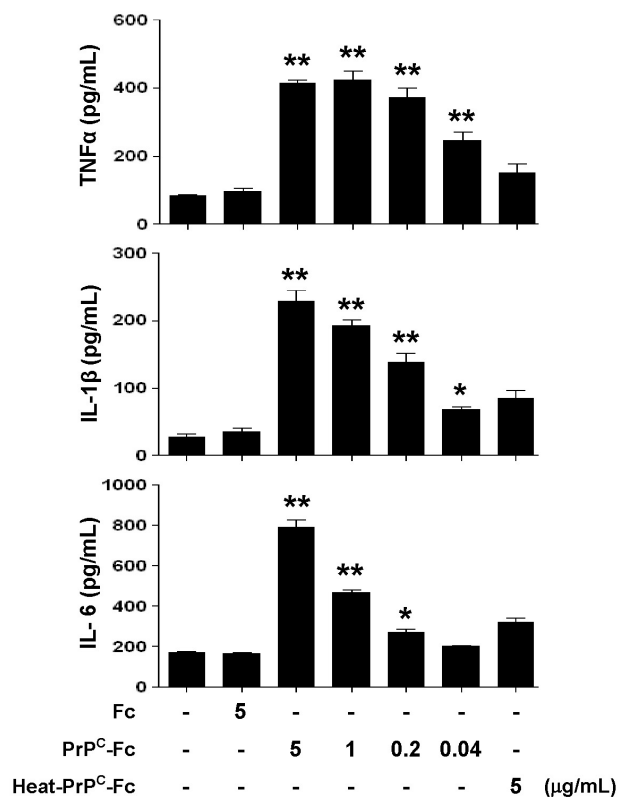 600
400
200
0
TNFα (pg/mL)
** ** ** **
300
200
100
0
IL-1β (pg/mL)
** ** ** *
1000
800
600
400
200
0
IL- 6 (pg/mL)
** ** *
Fc - 5 - - - - -
PrPᶜ-Fc - - 5 1 0.2 0.04 -
Heat-PrPᶜ-Fc - - - - - - 5 (μg/mL)